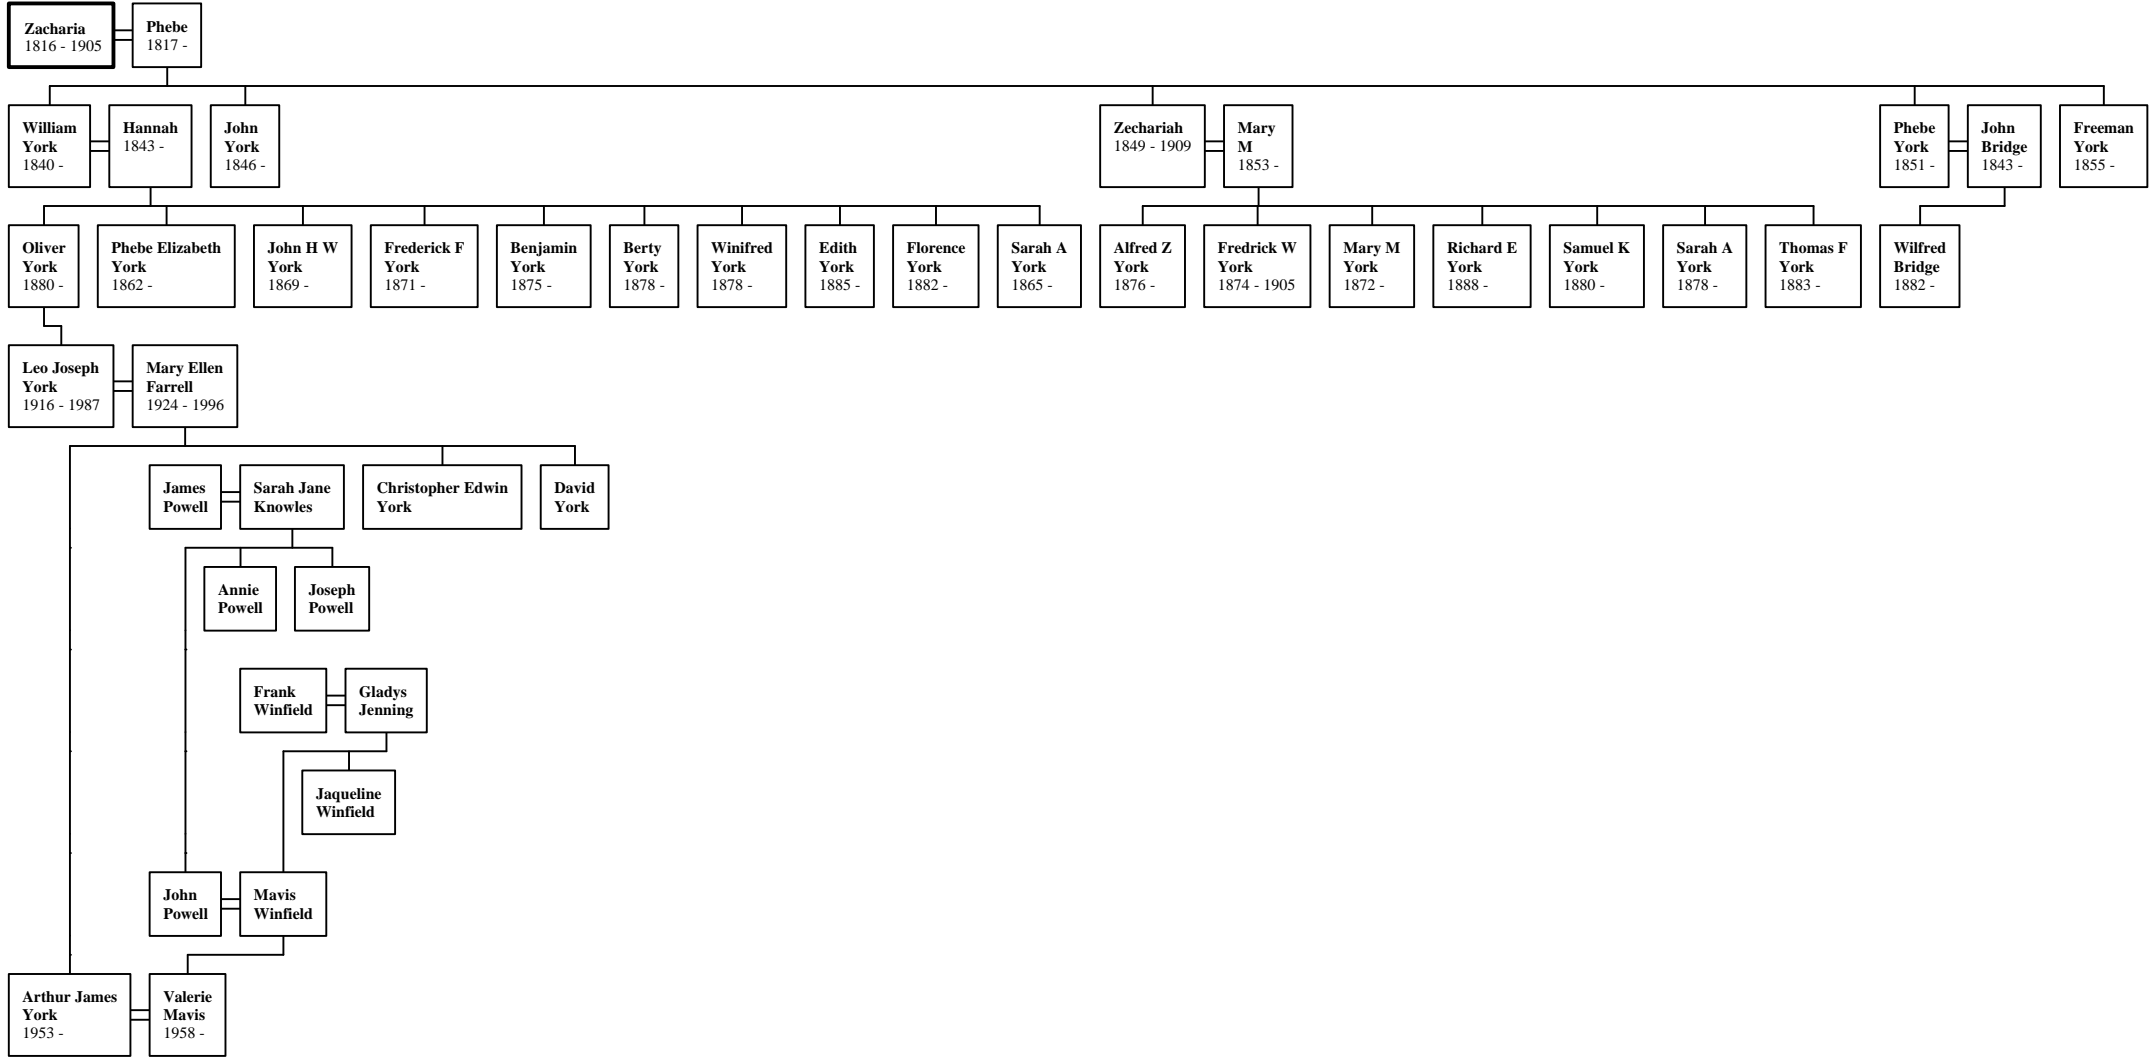 Zacharia
1816 - 1905
Phebe
1817 -
William
York
1840 -
Hannah
1843 -
John
York
1846 -
Zechariah
1849 - 1909
Mary
M
1853 -
Phebe
York
1851 -
John
Bridge
1843 -
Freeman
York
1855 -
Oliver
York
1880 -
Phebe Elizabeth
York
1862 -
John H W
York
1869 -
Frederick F
York
1871 -
Benjamin
York
1875 -
Berty
York
1878 -
Winifred
York
1878 -
Edith
York
1885 -
Florence
York
1882 -
Sarah A
York
1865 -
Alfred Z
York
1876 -
Fredrick W
York
1874 - 1905
Mary M
York
1872 -
Richard E
York
1888 -
Samuel K
York
1880 -
Sarah A
York
1878 -
Thomas F
York
1883 -
Wilfred
Bridge
1882 -
Leo Joseph
York
1916 - 1987
Mary Ellen
Farrell
1924 - 1996
James
Powell
Sarah Jane
Knowles
Christopher Edwin
York
David
York
Annie
Powell
Joseph
Powell
Frank
Winfield
Gladys
Jenning
Jaqueline
Winfield
John
Powell
Mavis
Winfield
Arthur James
York
1953 -
Valerie
Mavis
1958 -